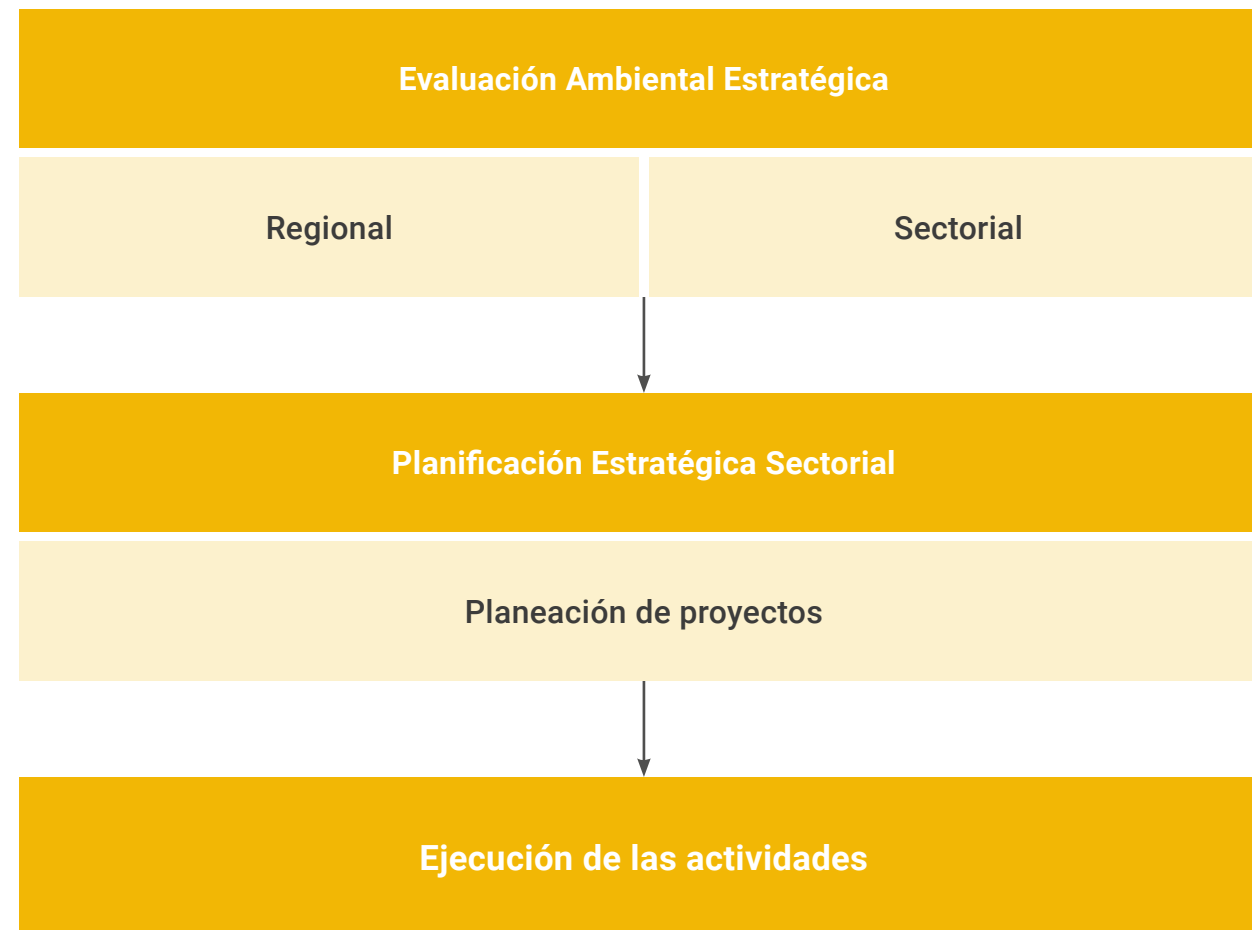 Evaluación Ambiental Estratégica
Regional
Sectorial
Planificación Estratégica Sectorial
Planeación de proyectos
Ejecución de las actividades